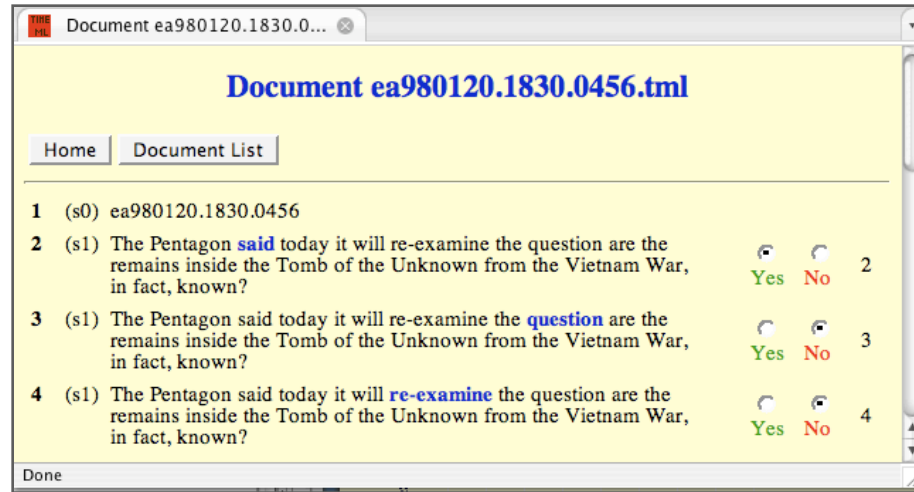 TIME ML Document ea980120.1830.0...
Document ea980120.1830.0456.tml
Home Document List
1 (s0) ea980120.1830.0456
2 (s1) The Pentagon said today it will re-examine the question are the
remains inside the Tomb of the Unknown from the Vietnam War,
in fact, known?
Yes No 2
3 (s1) The Pentagon said today it will re-examine the question are the
remains inside the Tomb of the Unknown from the Vietnam War,
in fact, known?
Yes No 3
4 (s1) The Pentagon said today it will re-examine the question are the
remains inside the Tomb of the Unknown from the Vietnam War,
in fact, known?
Yes No 4
Done